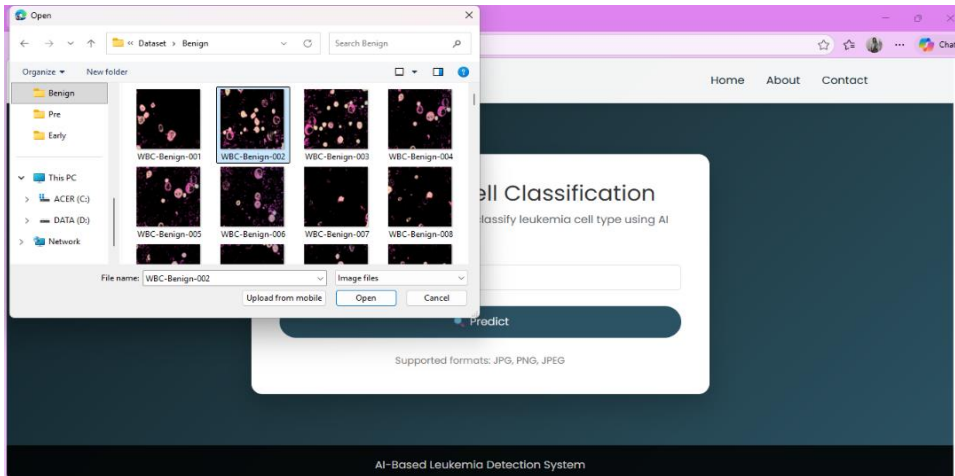 Open
« Dataset › Benign
Search Benign
Organize
New folder
Benign
Pre
Early
This PC
ACER (C:)
DATA (D:)
Network
WBC-Benign-001
WBC-Benign-002
WBC-Benign-003
WBC-Benign-004
WBC-Benign-005
WBC-Benign-006
WBC-Benign-007
WBC-Benign-008
File name: WBC-Benign-002
Image files
Upload from mobile
Open
Cancel
Chat
Home About Contact
ell Classification
classify leukemia cell type using AI
Predict
Supported formats: JPG, PNG, JPEG
AI-Based Leukemia Detection System